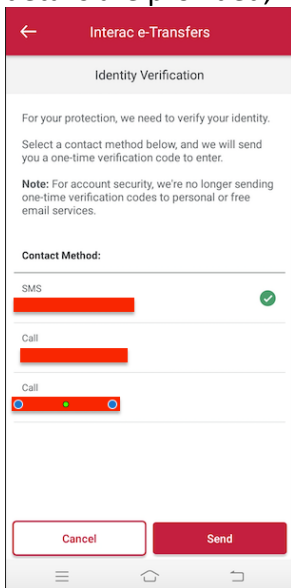 Interac e-Transfers
Identity Verification
For your protection, we need to verify your identity.
Select a contact method below, and we will send
you a one-time verification code to enter.
Note: For account security, we're no longer sending
one-time verification codes to personal or free
email services.
Contact Method:
SMS
Call
Call
Cancel
Send